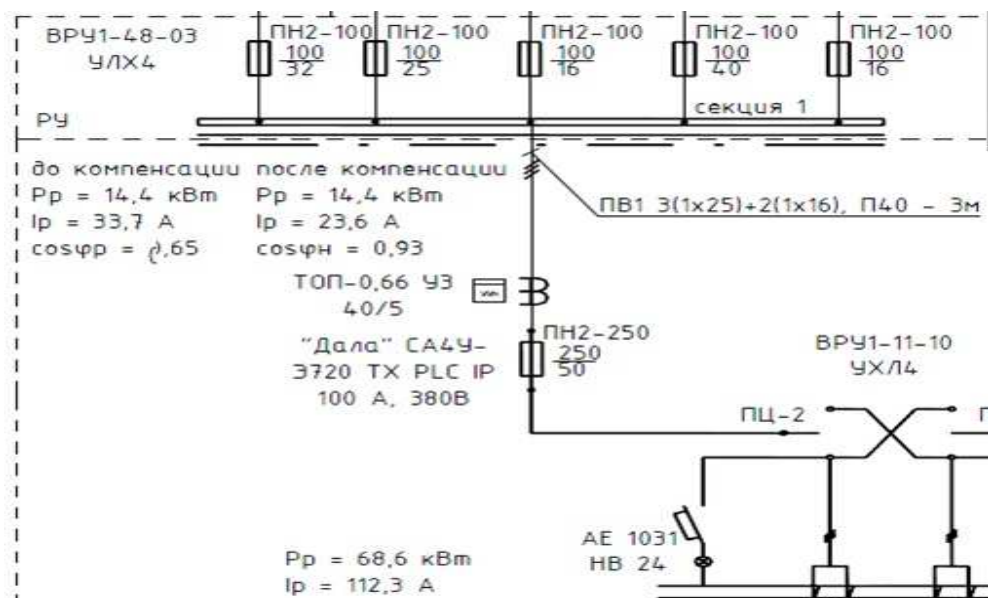 ВРУ1-48-03
УЛХ4
ПН2-100
100
32
ПН2-100
100
25
ПН2-100
100
16
ПН2-100
100
40
ПН2-100
100
16
секция 1
РУ
до компенсации
Pр = 14,4 кВт
Iр = 33,7 А
cosφр = 0,65
после компенсации
Pр = 14,4 кВт
Iр = 23,6 А
cosφн = 0,93
ПВ1 3(1х25)+2(1х16), П40 - 3м
ТОП-0,66 У3
40/5
"Дала" СА4У-
Э720 TX PLC IP
100 А, 380В
ПН2-250
250
50
ВРУ1-11-10
УХЛ4
ПЦ-2
П
АЕ 1031
НВ 24
Pр = 68,6 кВт
Iр = 112,3 А